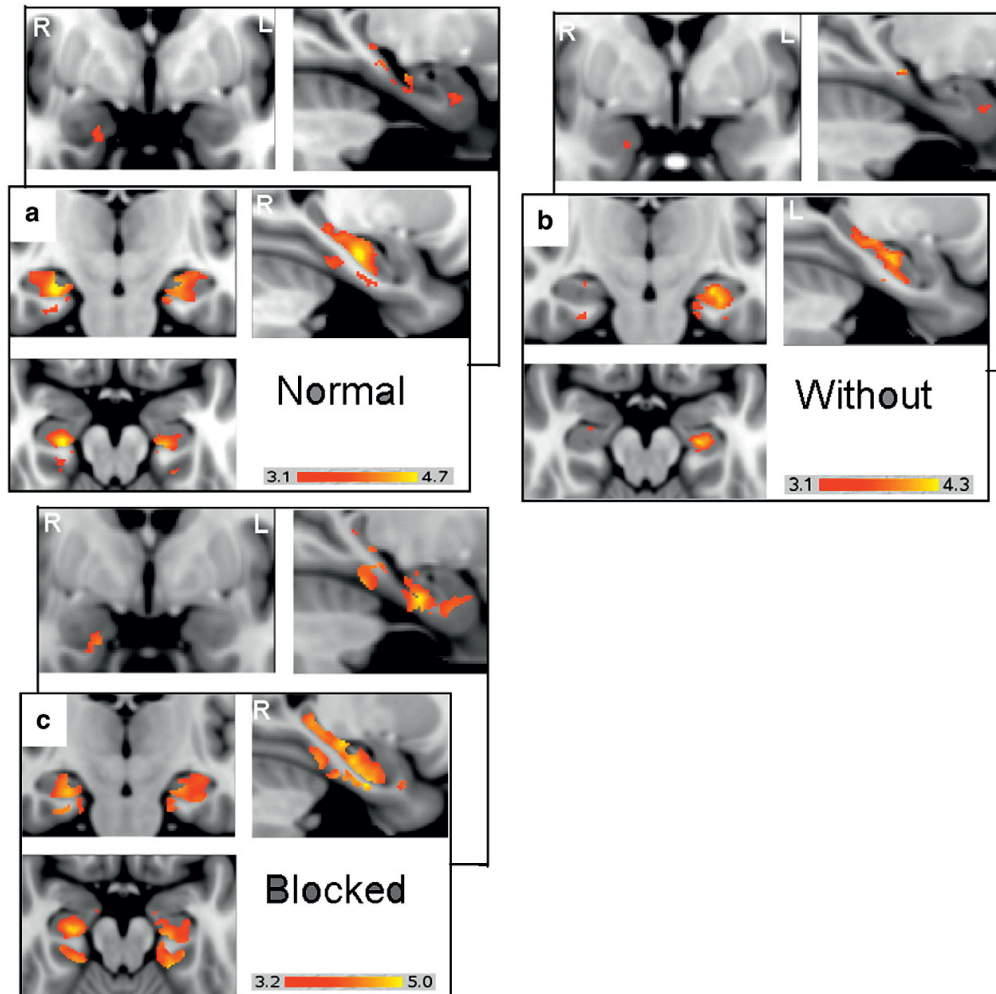 R L
a
R
Normal
3.1 4.7
R L
b
L
Without
3.1 4.3
R L
c
R
Blocked
3.2 5.0